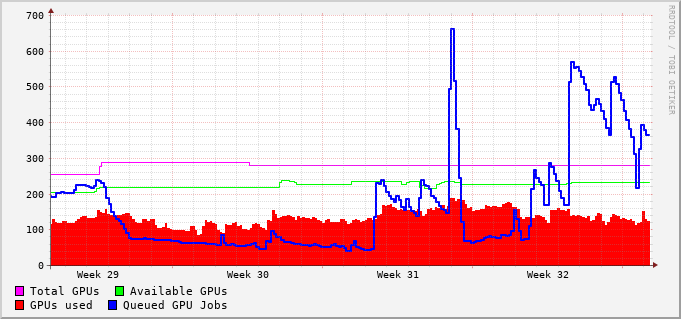 700
600
500
400
300
200
100
0
Week 29 Week 30 Week 31 Week 32
Total GPUs Available GPUs
GPUs used Queued GPU Jobs
RRDTOOL / TOBI OETIKER